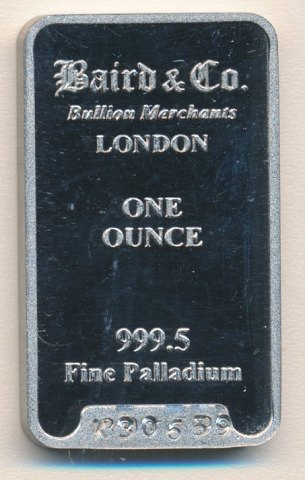 Baird & Co.
Bullion Merchants
LONDON
ONE
OUNCE
999.5
Fine Palladium